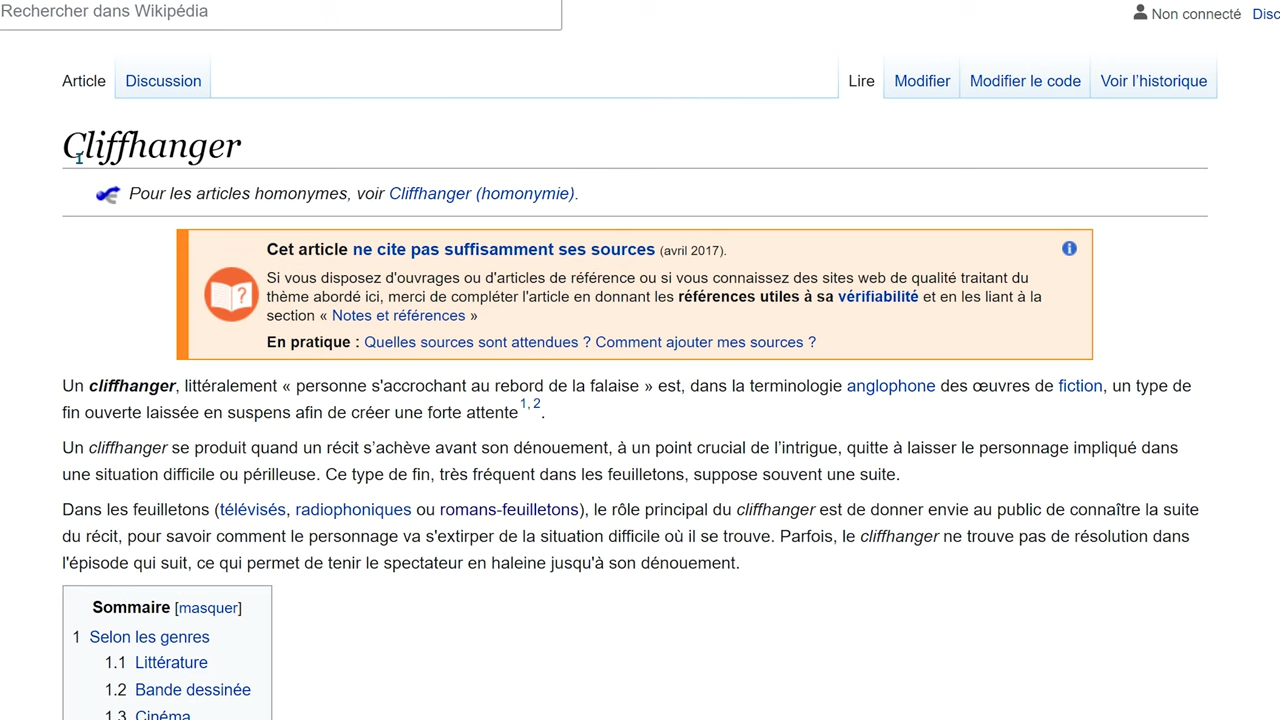 Rechercher dans Wikipédia
Non connecté Disc
Article Discussion Lire Modifier Modifier le code Voir l’historique
Cliffhanger
Pour les articles homonymes, voir Cliffhanger (homonymie).
Cet article ne cite pas suffisamment ses sources (avril 2017).
Si vous disposez d'ouvrages ou d'articles de référence ou si vous connaissez des sites web de qualité traitant du
thème abordé ici, merci de compléter l'article en donnant les références utiles à sa vérifiabilité et en les liant à la
section « Notes et références »
En pratique : Quelles sources sont attendues ? Comment ajouter mes sources ?
Un cliffhanger, littéralement « personne s'accrochant au rebord de la falaise » est, dans la terminologie anglophone des œuvres de fiction, un type de
fin ouverte laissée en suspens afin de créer une forte attente1, 2.
Un cliffhanger se produit quand un récit s’achève avant son dénouement, à un point crucial de l’intrigue, quitte à laisser le personnage impliqué dans
une situation difficile ou périlleuse. Ce type de fin, très fréquent dans les feuilletons, suppose souvent une suite.
Dans les feuilletons (télévisés, radiophoniques ou romans-feuilletons), le rôle principal du cliffhanger est de donner envie au public de connaître la suite
du récit, pour savoir comment le personnage va s'extirper de la situation difficile où il se trouve. Parfois, le cliffhanger ne trouve pas de résolution dans
l'épisode qui suit, ce qui permet de tenir le spectateur en haleine jusqu'à son dénouement.
Sommaire [masquer]
1 Selon les genres
1.1 Littérature
1.2 Bande dessinée
1.3 Cinéma